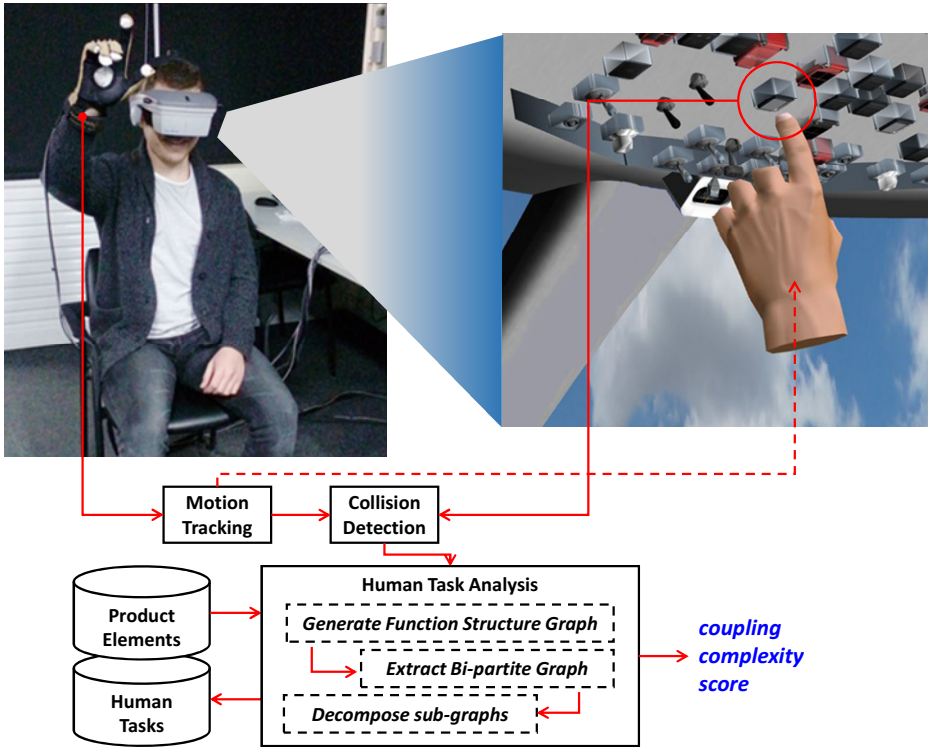 Motion
Tracking
Collision
Detection
Human Task Analysis
Product
Elements
Generate Function Structure Graph
Extract Bi-partite Graph
Human
Tasks
Decompose sub-graphs
coupling
complexity
score